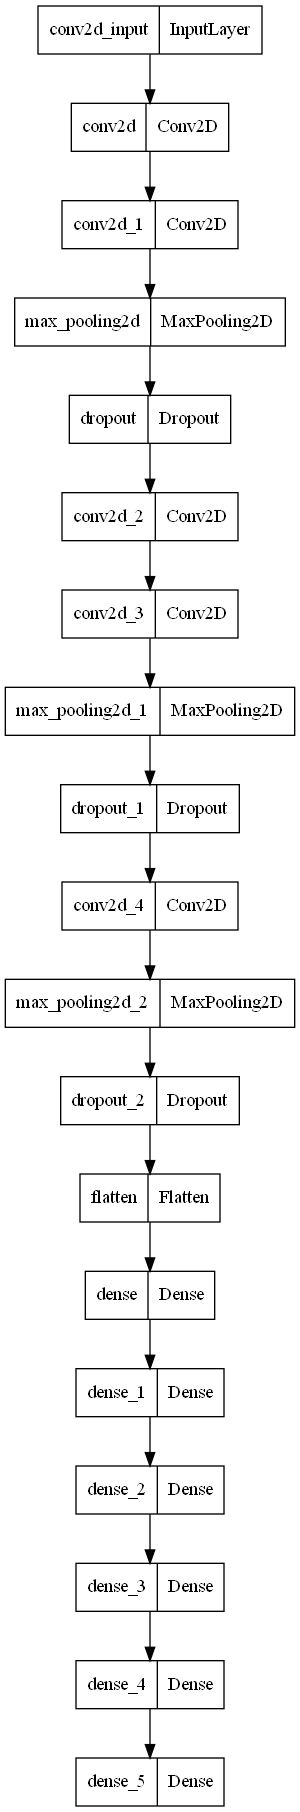 conv2d_input InputLayer
conv2d Conv2D
conv2d_1 Conv2D
max_pooling2d MaxPooling2D
dropout Dropout
conv2d_2 Conv2D
conv2d_3 Conv2D
max_pooling2d_1 MaxPooling2D
dropout_1 Dropout
conv2d_4 Conv2D
max_pooling2d_2 MaxPooling2D
dropout_2 Dropout
flatten Flatten
dense Dense
dense_1 Dense
dense_2 Dense
dense_3 Dense
dense_4 Dense
dense_5 Dense